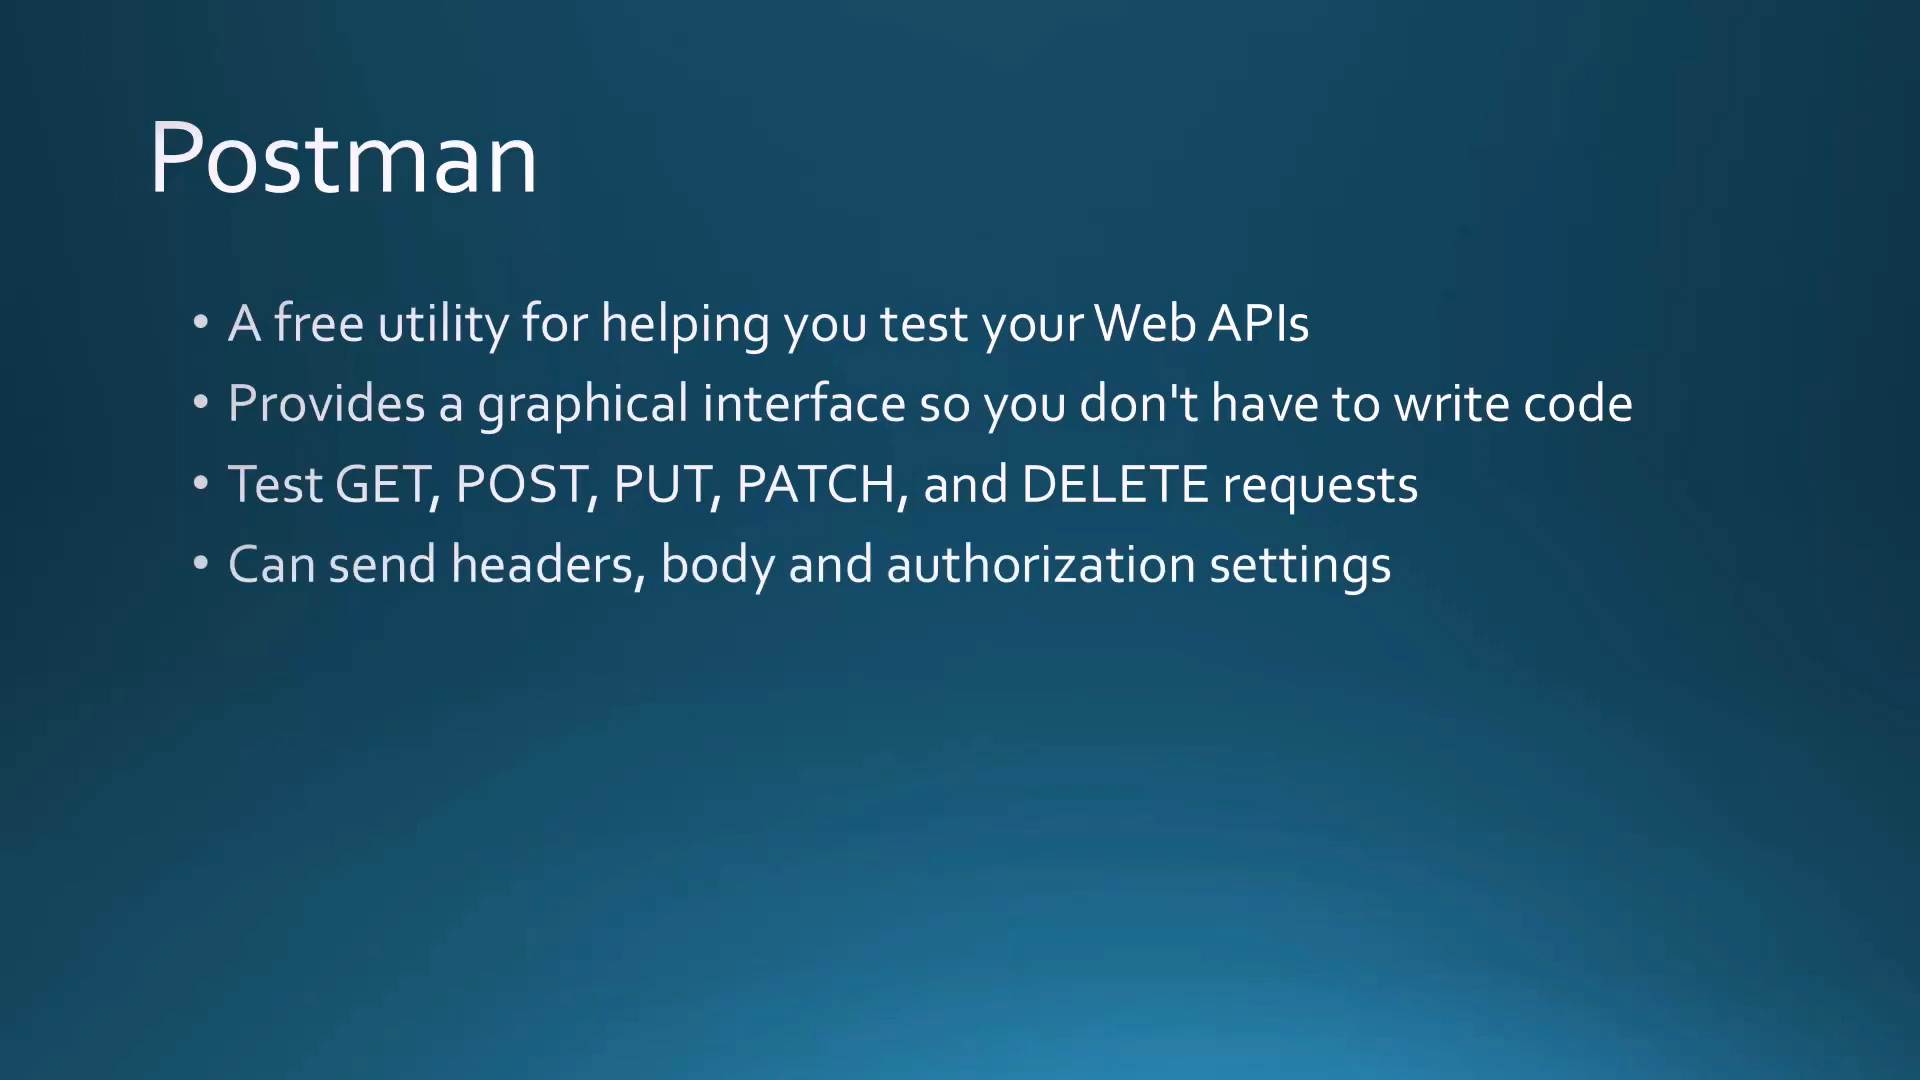 Postman
• A free utility for helping you test your Web APIs
• Provides a graphical interface so you don't have to write code
• Test GET, POST, PUT, PATCH, and DELETE requests
• Can send headers, body and authorization settings